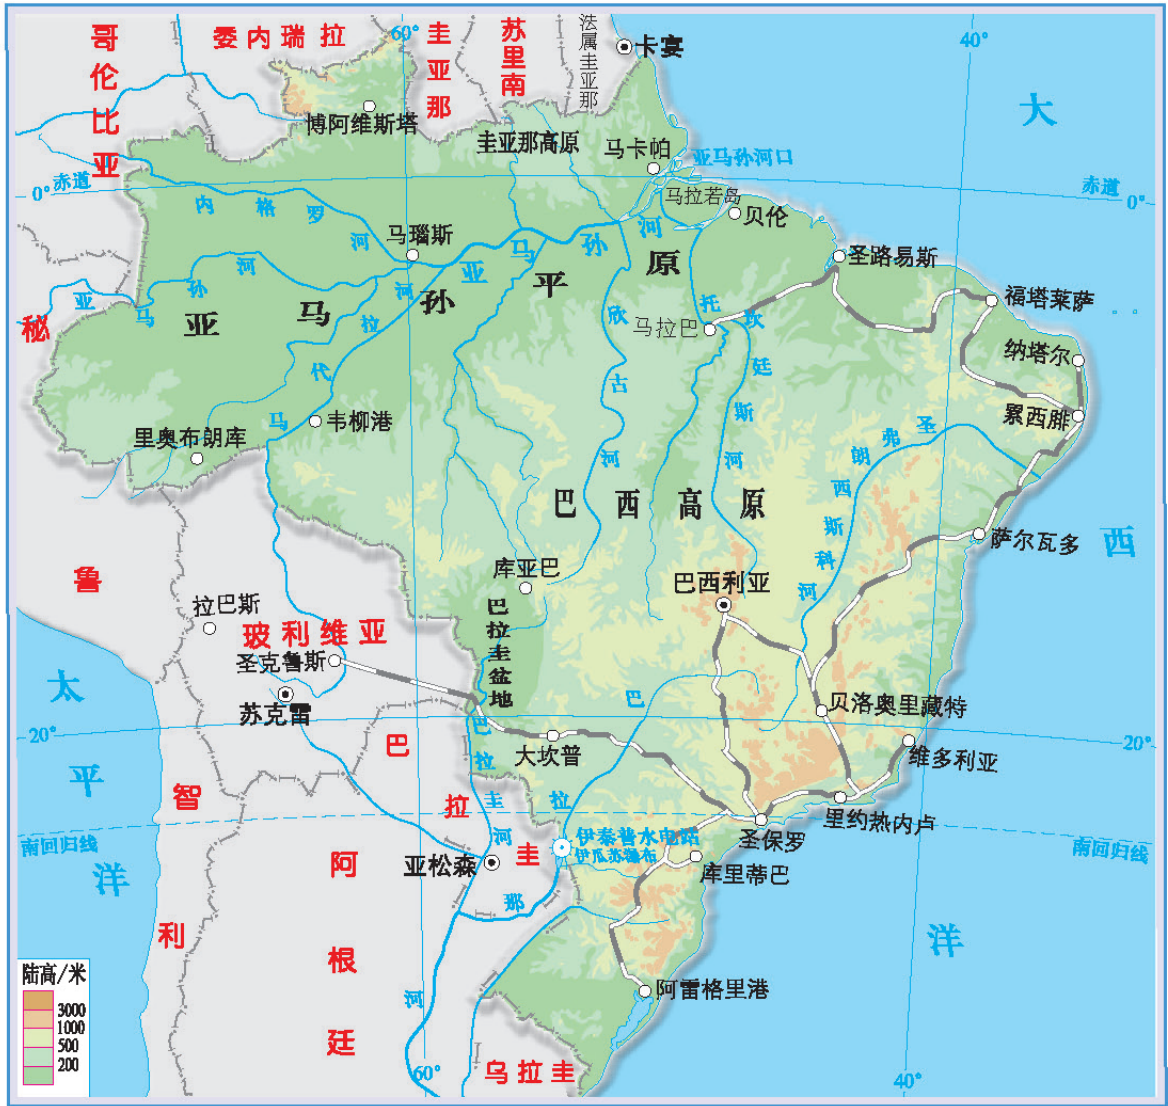 哥伦比亚
委内瑞拉
60°
圭亚那
苏里南
法属圭亚那
卡宴
40°
大
博阿维斯塔
圭亚那高原
马卡帕
亚马孙河口
0°
赤道
马拉若岛
贝伦
赤道
0°
内格罗河
马瑙斯
亚马孙河
圣路易斯
秘
亚马孙河
亚马孙平原
马代拉河
欣古河
马拉巴
托坎廷斯河
福塔莱萨
纳塔尔
累西腓
韦柳港
里奥布朗库
圣弗朗西斯科河
巴西高原
萨尔瓦多
西
鲁
库亚巴
巴西利亚
拉巴斯
玻利维亚
巴拉圭盆地
圣克鲁斯
苏克雷
太
贝洛奥里藏特
20°
大坎普
维多利亚
20°
平
巴拉圭河
巴拉那河
智利
巴拉圭
里约热内卢
圣保罗
伊泰普水电站
伊瓜苏瀑布
南回归线
南回归线
洋
亚松森
库里蒂巴
阿根廷
洋
阿雷格里港
陆高/米
3000
1000
500
200
60°
乌拉圭
40°